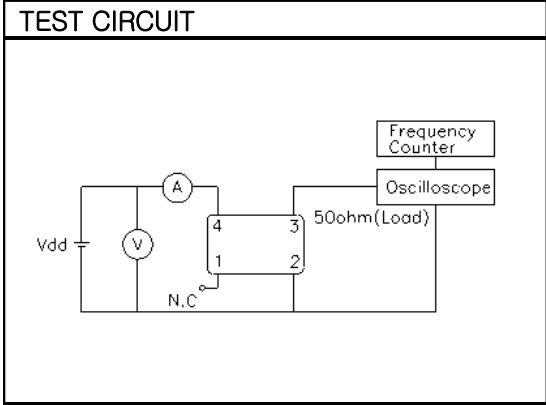 TEST CIRCUIT
Frequency
Counter
A
Oscilloscope
4
3
50ohm(Load)
Vdd
V
1
2
N.C